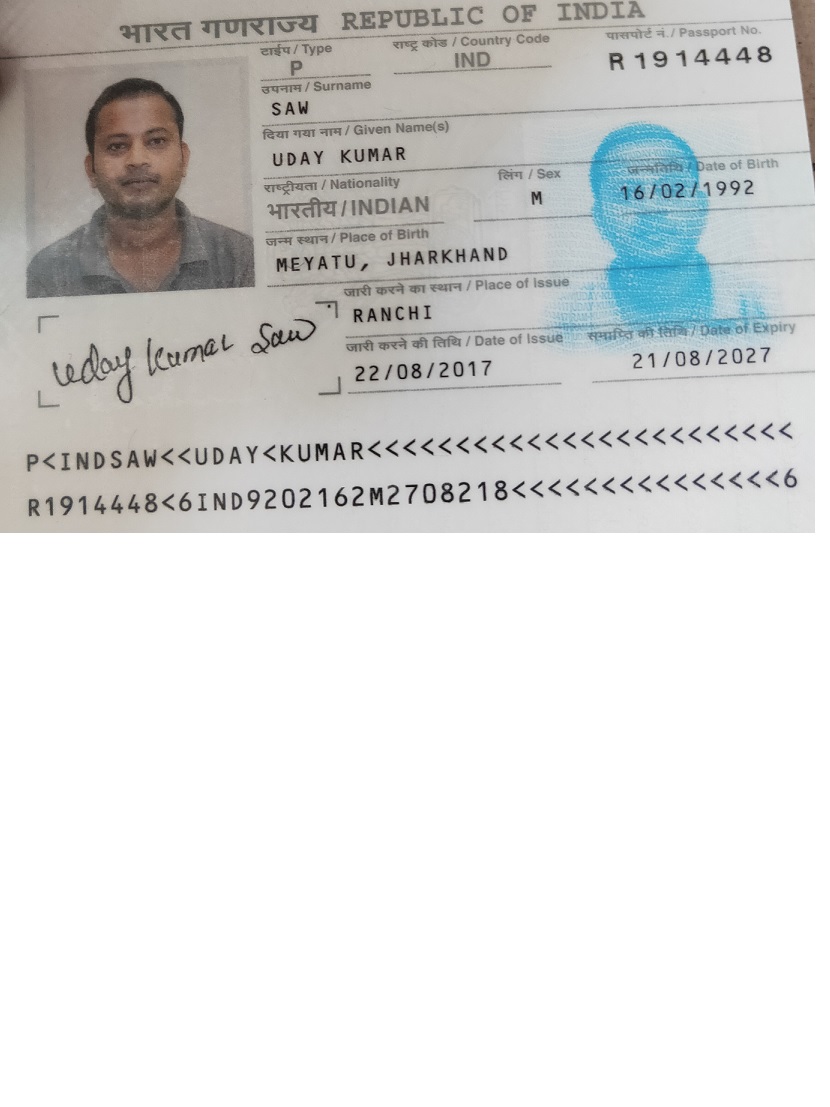 भारत गणराज्य REPUBLIC OF INDIA
टाईप / Type
राष्ट्र कोड / Country Code
पासपोर्ट नं. / Passport No.
P
IND
R1914448
उपनाम / Surname
SAW
दिया गया नाम / Given Name(s)
UDAY KUMAR
राष्ट्रीयता / Nationality
लिंग / Sex
जन्मतिथि / Date of Birth
भारतीय / INDIAN
M
16/02/1992
जन्म स्थान / Place of Birth
MEYATU, JHARKHAND
जारी करने का स्थान / Place of Issue
RANCHI
जारी करने की तिथि / Date of Issue
समाप्ति की तिथि / Date of Expiry
22/08/2017
21/08/2027
Uday Kumar Saw
P<INDSAW<<UDAY<KUMAR<<<<<<<<<<<<<<<<<<<<<<<<
R1914448<6IND9202162M2708218<<<<<<<<<<<<<<<6